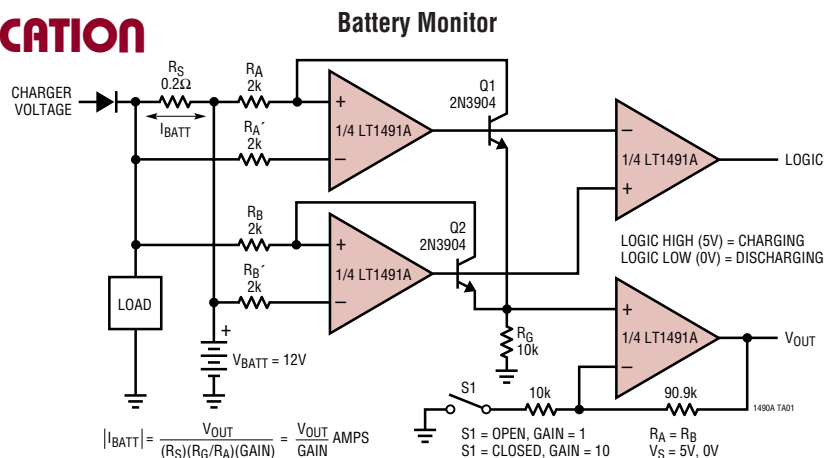 CATION
Battery Monitor
CHARGER
VOLTAGE
RS
0.2Ω
IBATT
RA
2k
RA´
2k
+
−
1/4 LT1491A
Q1
2N3904
−
1/4 LT1491A
+
LOGIC
RB
2k
RB´
2k
+
1/4 LT1491A
−
Q2
2N3904
LOGIC HIGH (5V) = CHARGING
LOGIC LOW (0V) = DISCHARGING
LOAD
+
VBATT = 12V
RG
10k
+
1/4 LT1491A
−
VOUT
S1
10k
90.9k
1490A TA01
S1 = OPEN, GAIN = 1
S1 = CLOSED, GAIN = 10
RA = RB
VS = 5V, 0V
|IBATT| = VOUT / (RS)(RG/RA)(GAIN) = VOUT / GAIN AMPS